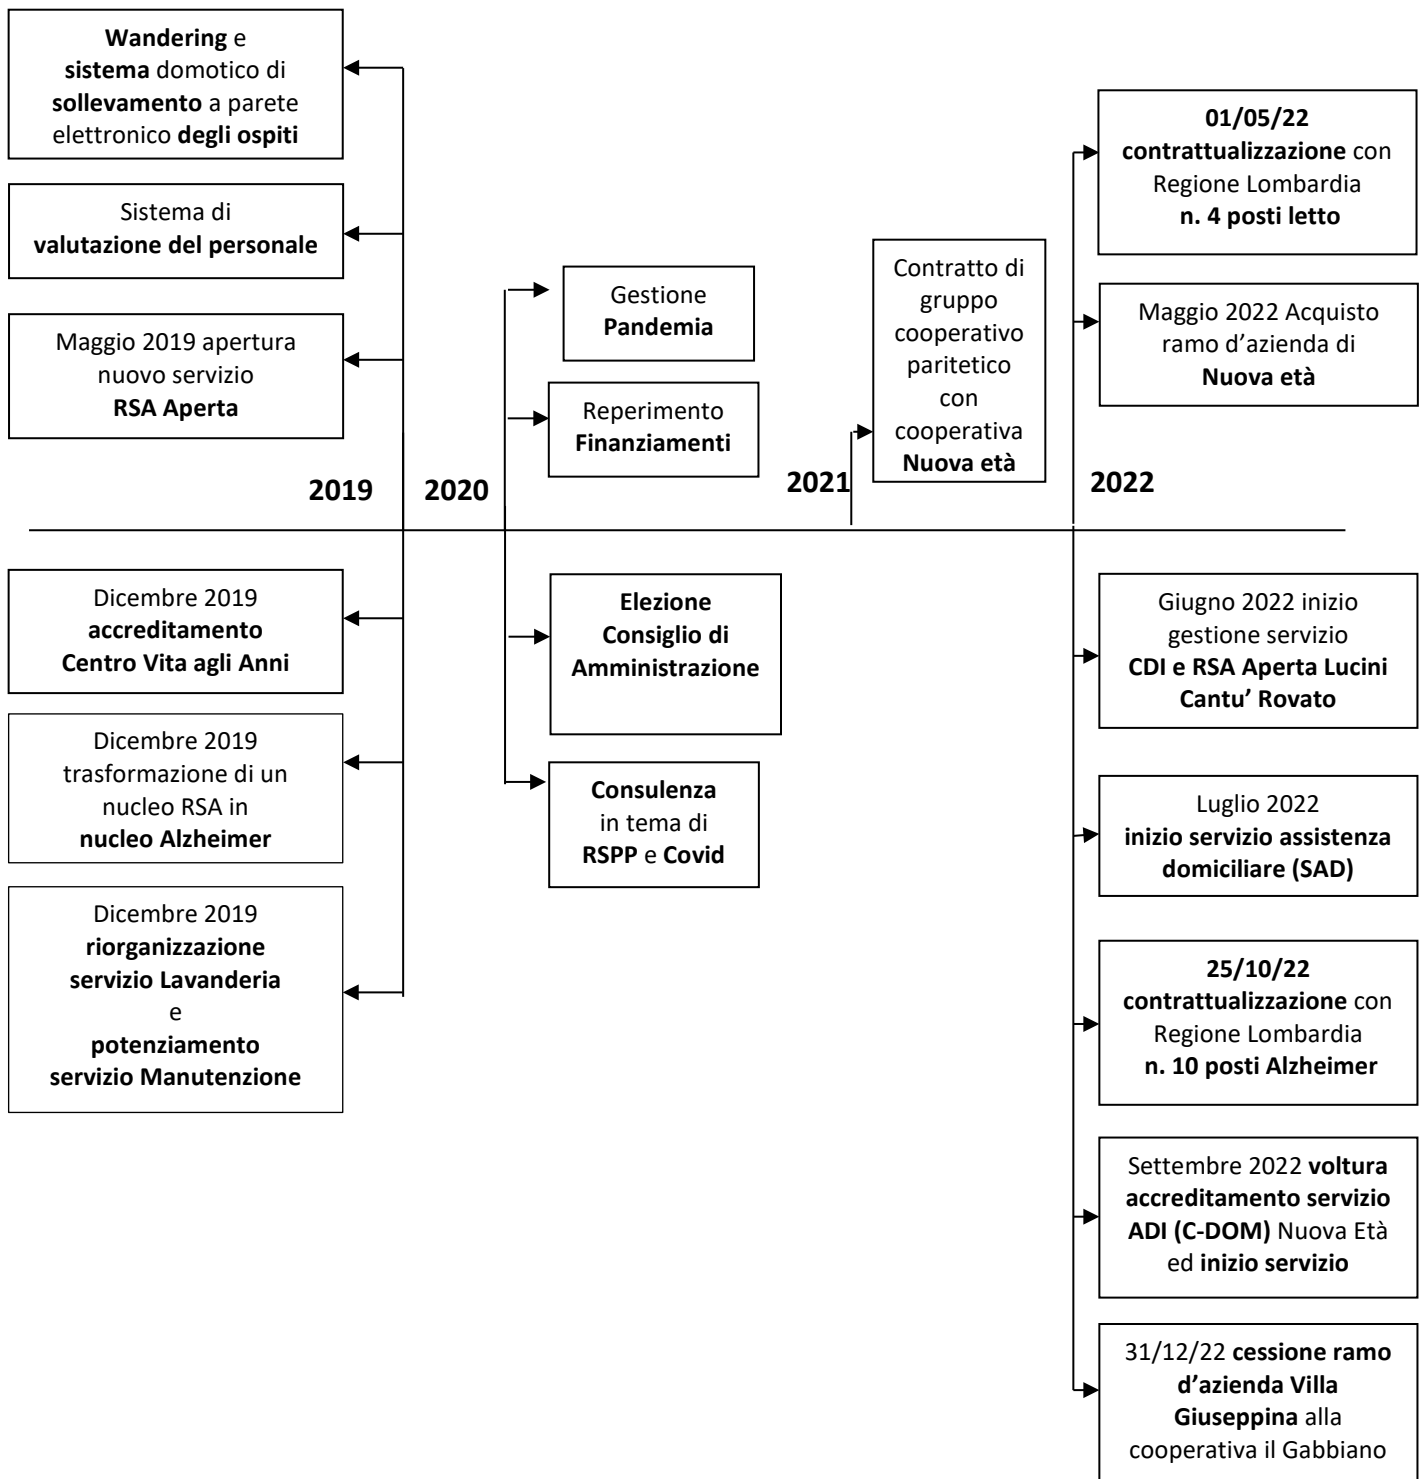 Wandering e
sistema domotico di
sollevamento a parete
elettronico degli ospiti
Sistema di
valutazione del personale
Maggio 2019 apertura
nuovo servizio
RSA Aperta
2019
Dicembre 2019
accreditamento
Centro Vita agli Anni
Dicembre 2019
trasformazione di un
nucleo RSA in
nucleo Alzheimer
Dicembre 2019
riorganizzazione
servizio Lavanderia
e
potenziamento
servizio Manutenzione
2020
Gestione
Pandemia
Reperimento
Finanziamenti
Elezione
Consiglio di
Amministrazione
Consulenza
in tema di
RSPP e Covid
2021
Contratto di
gruppo
cooperativo
paritetico
con
cooperativa
Nuova età
2022
01/05/22
contrattualizzazione con
Regione Lombardia
n. 4 posti letto
Maggio 2022 Acquisto
ramo d’azienda di
Nuova età
Giugno 2022 inizio
gestione servizio
CDI e RSA Aperta Lucini
Cantu’ Rovato
Luglio 2022
inizio servizio assistenza
domiciliare (SAD)
25/10/22
contrattualizzazione con
Regione Lombardia
n. 10 posti Alzheimer
Settembre 2022 voltura
accreditamento servizio
ADI (C-DOM) Nuova Età
ed inizio servizio
31/12/22 cessione ramo
d’azienda Villa
Giuseppina alla
cooperativa il Gabbiano